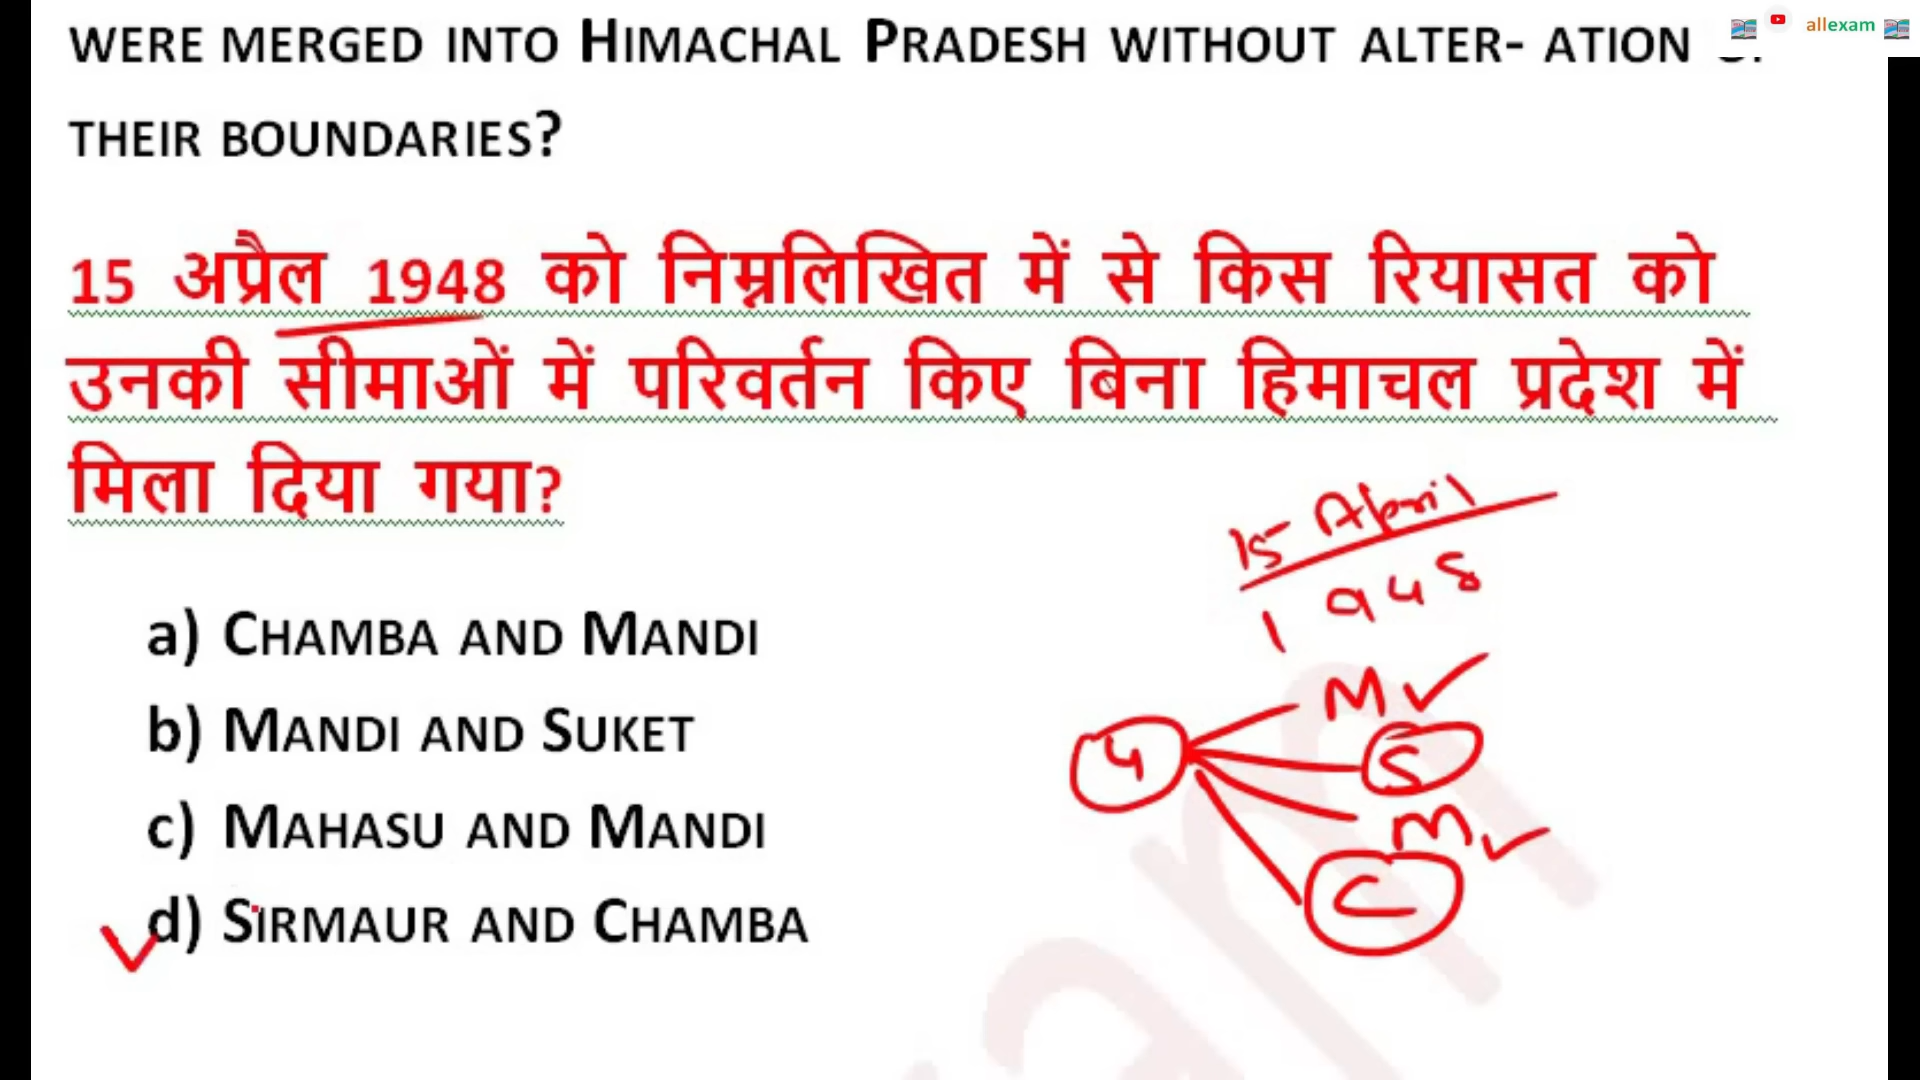 WERE MERGED INTO HIMACHAL PRADESH WITHOUT ALTER- ATION
allexam
THEIR BOUNDARIES?
15 अप्रैल 1948 को निम्नलिखित में से किस रियासत को
उनकी सीमाओं में परिवर्तन किए बिना हिमाचल प्रदेश में
मिला दिया गया?
15 April
1948
a) CHAMBA AND MANDI
M
b) MANDI AND SUKET
4
S
c) MAHASU AND MANDI
M
C
d) SIRMAUR AND CHAMBA